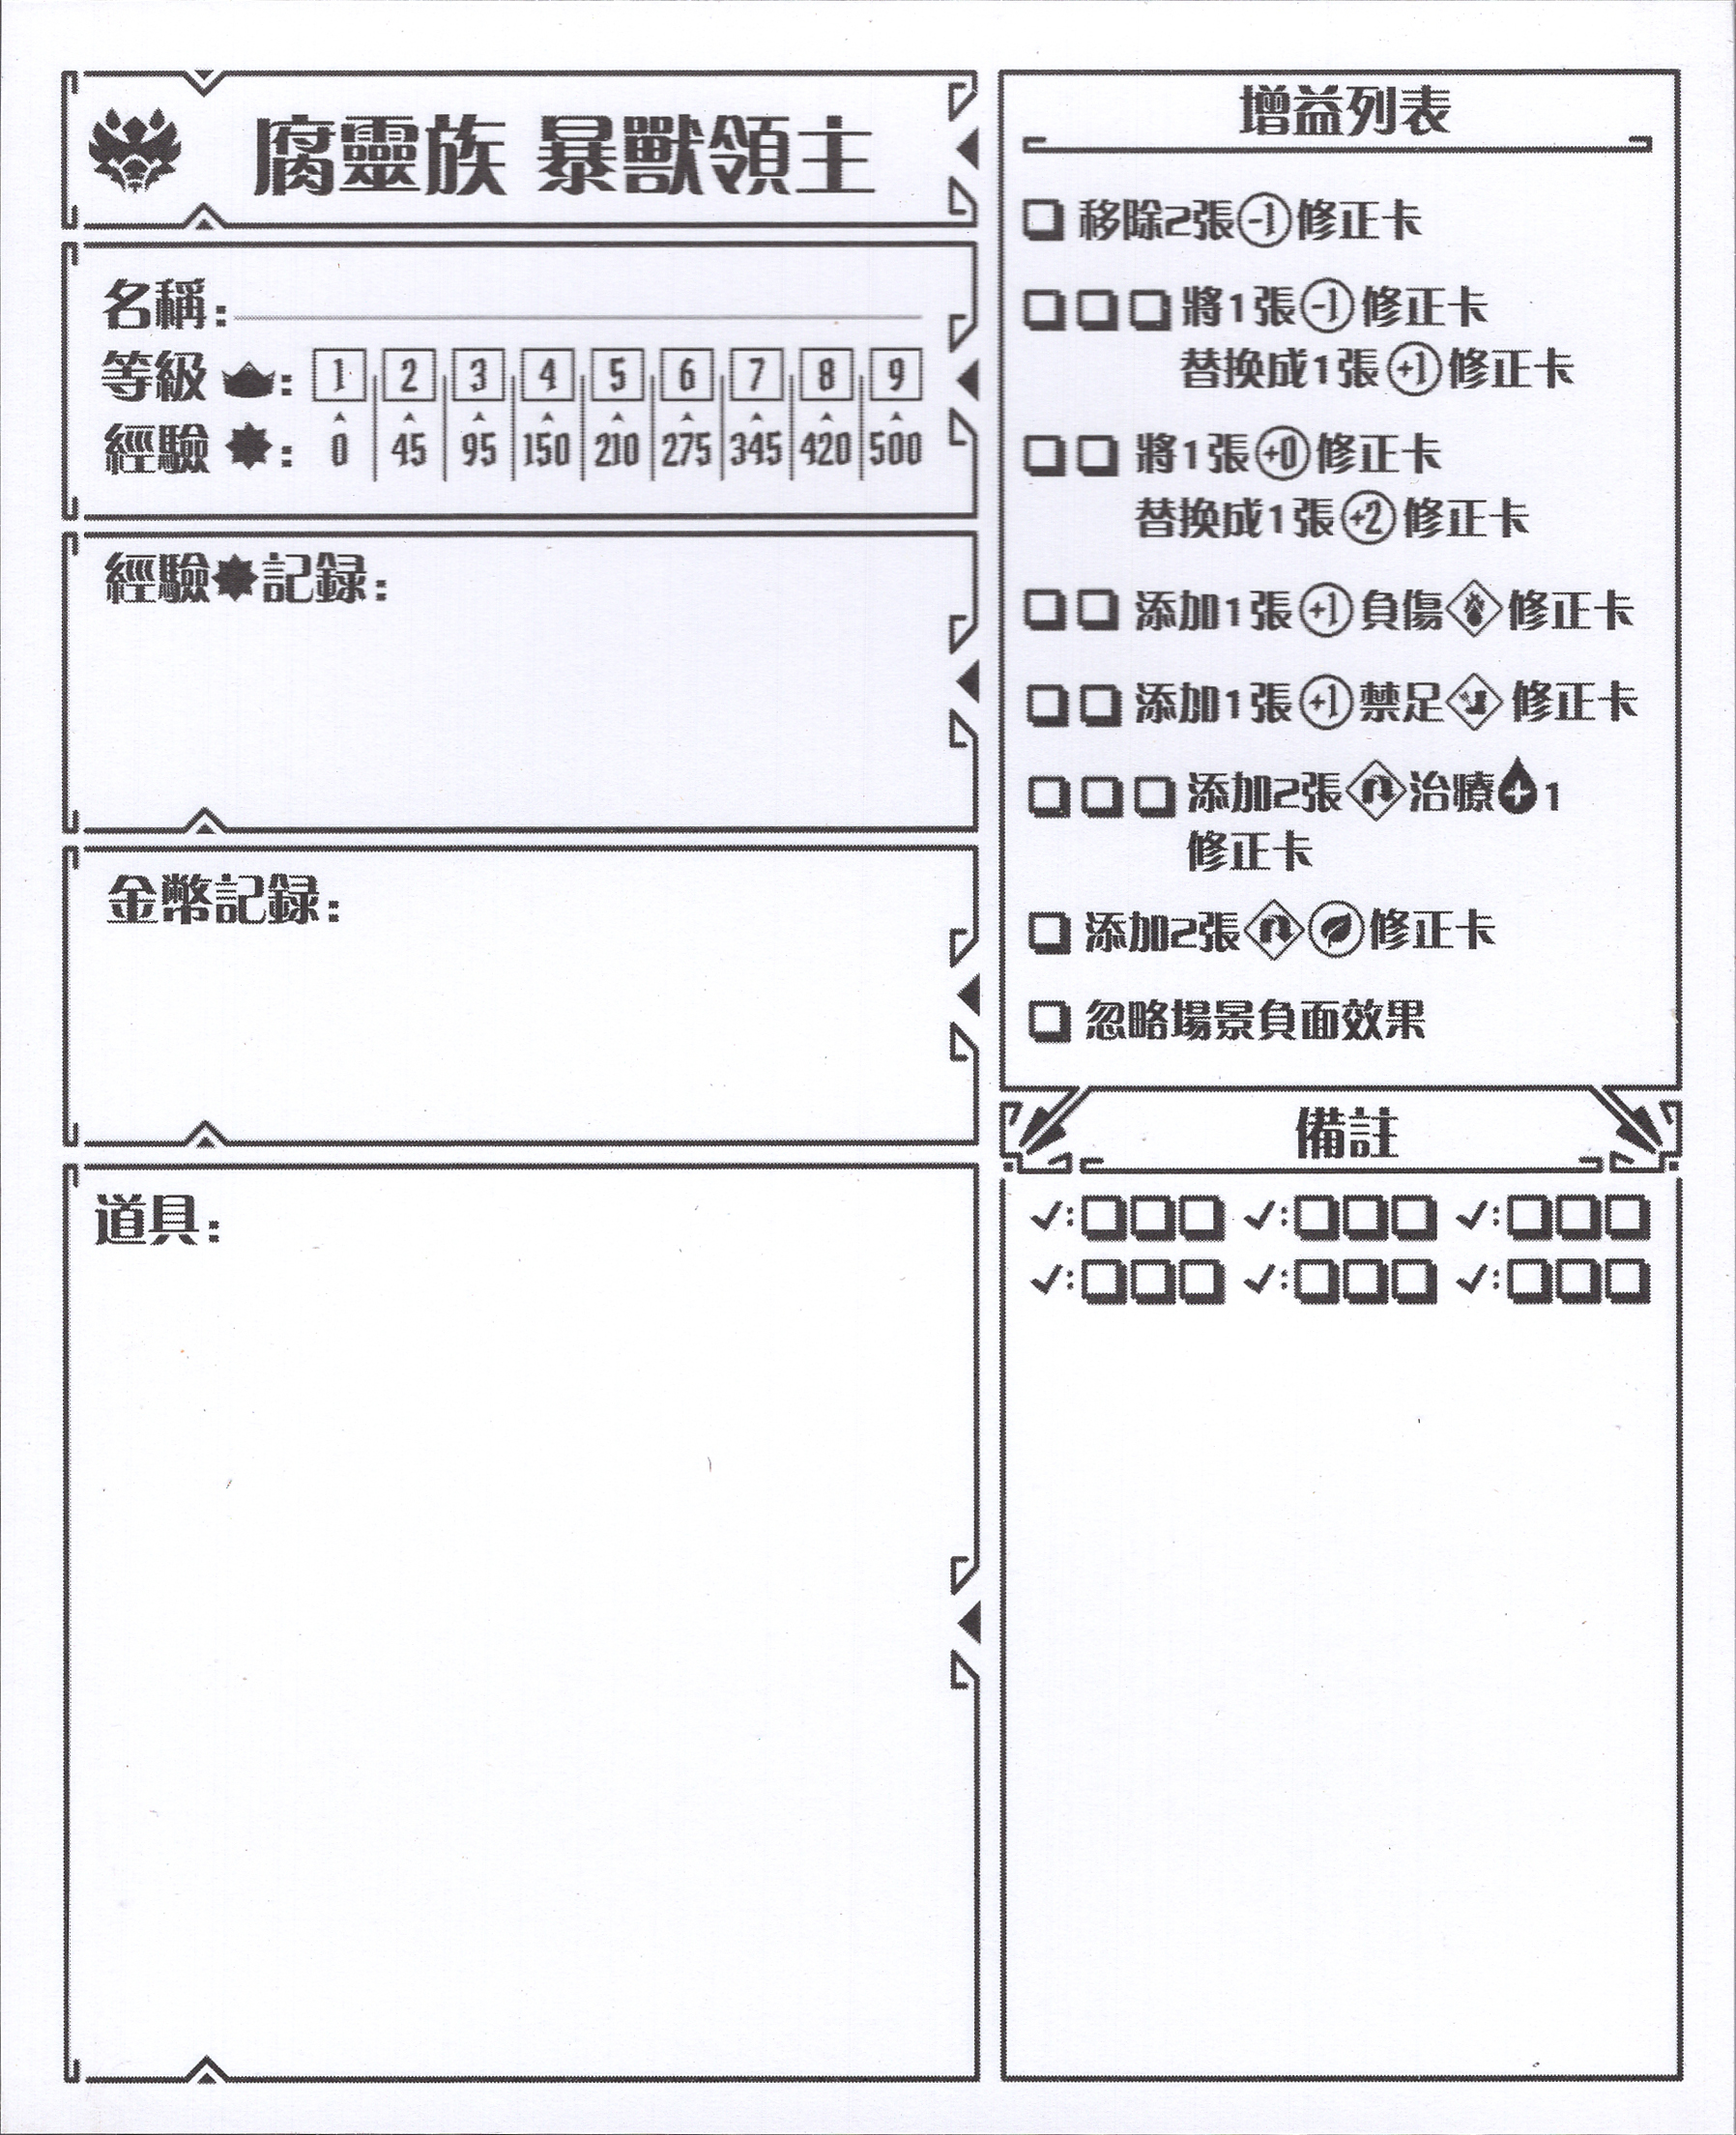 腐靈族 暴獸領主
名稱:
等級 : 1 2 3 4 5 6 7 8 9
經驗 : 0 45 95 150 210 275 345 420 500
經驗 記錄:
金幣記錄:
道具:
增益列表
移除2張 -1 修正卡
將1張 -1 修正卡
替換成1張 +1 修正卡
將1張 +0 修正卡
替換成1張 +2 修正卡
添加1張 +1 負傷 修正卡
添加1張 +1 禁足 修正卡
添加2張 治療 1
修正卡
添加2張 修正卡
忽略場景負面效果
備註
✓: ✓: ✓:
✓: ✓: ✓: